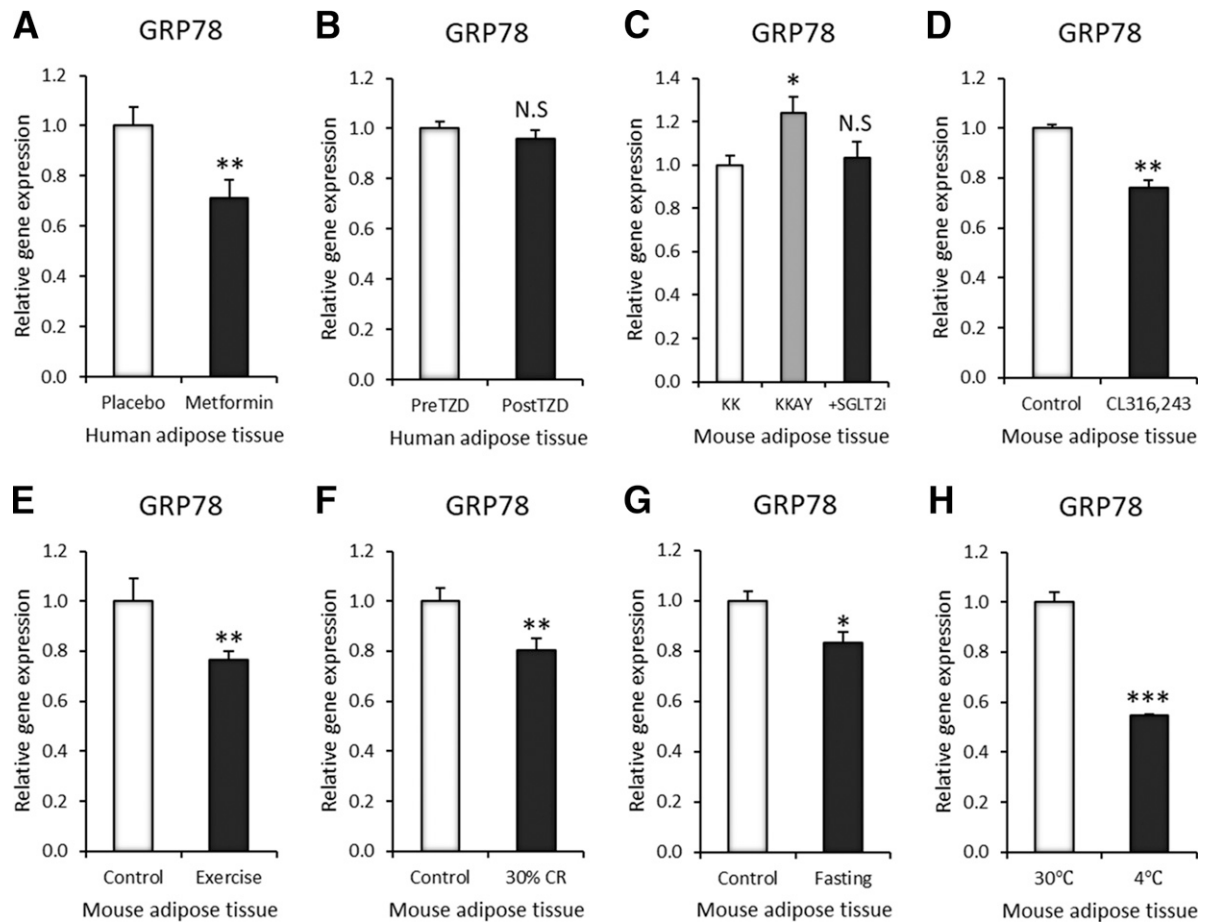 A
GRP78
Relative gene expression
1.2
1.0
0.8
0.6
0.4
0.2
0.0
**
Placebo Metformin
Human adipose tissue
B
GRP78
Relative gene expression
1.2
1.0
0.8
0.6
0.4
0.2
0.0
N.S
PreTZD PostTZD
Human adipose tissue
C
GRP78
Relative gene expression
1.4
1.2
1.0
0.8
0.6
0.4
0.2
0.0
*
N.S
KK KKAY +SGLT2i
Mouse adipose tissue
D
GRP78
Relative gene expression
1.2
1.0
0.8
0.6
0.4
0.2
0.0
**
Control CL316,243
Mouse adipose tissue
E
GRP78
Relative gene expression
1.2
1.0
0.8
0.6
0.4
0.2
0.0
**
Control Exercise
Mouse adipose tissue
F
GRP78
Relative gene expression
1.2
1.0
0.8
0.6
0.4
0.2
0.0
**
Control 30% CR
Mouse adipose tissue
G
GRP78
Relative gene expression
1.2
1.0
0.8
0.6
0.4
0.2
0.0
*
Control Fasting
Mouse adipose tissue
H
GRP78
Relative gene expression
1.2
1.0
0.8
0.6
0.4
0.2
0.0
***
30°C 4°C
Mouse adipose tissue